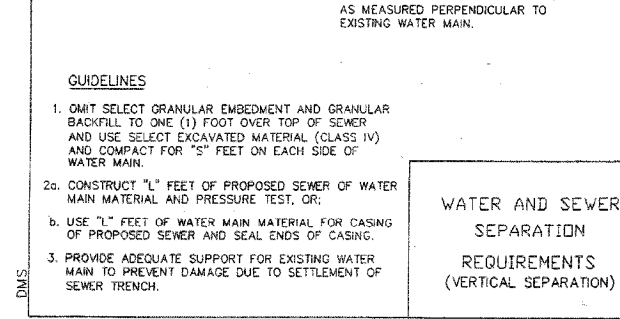 AS MEASURED PERPENDICULAR TO
EXISTING WATER MAIN.
GUIDELINES
1. OMIT SELECT GRANULAR EMBEDMENT AND GRANULAR
BACKFILL TO ONE (1) FOOT OVER TOP OF SEWER
AND USE SELECT EXCAVATED MATERIAL (CLASS IV)
AND COMPACT FOR "S" FEET ON EACH SIDE OF
WATER MAIN.
2a. CONSTRUCT "L" FEET OF PROPOSED SEWER OF WATER
MAIN MATERIAL AND PRESSURE TEST, OR;
b. USE "L" FEET OF WATER MAIN MATERIAL FOR CASING
OF PROPOSED SEWER AND SEAL ENDS OF CASING.
3. PROVIDE ADEQUATE SUPPORT FOR EXISTING WATER
MAIN TO PREVENT DAMAGE DUE TO SETTLEMENT OF
SEWER TRENCH.
DMS
WATER AND SEWER
SEPARATION
REQUIREMENTS
(VERTICAL SEPARATION)